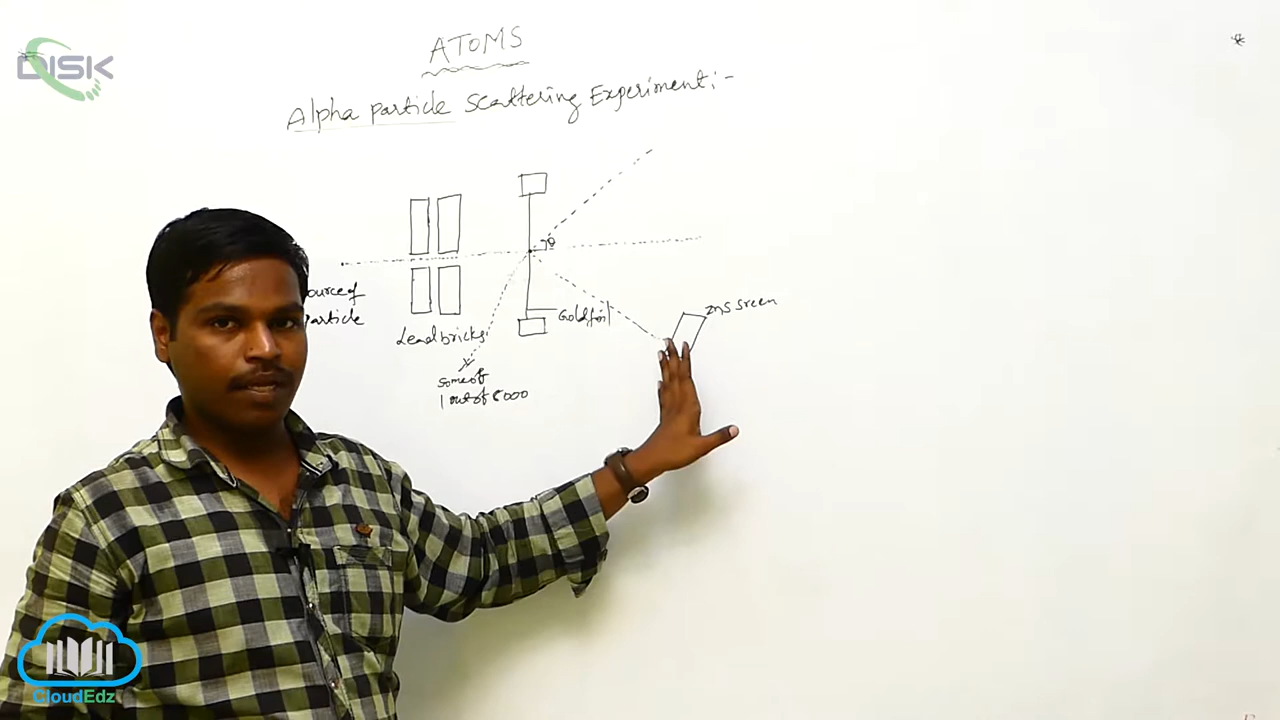 DISK
ATOMS
Alpha particle Scattering Experiment:-
θ
ource of
particle
Lead bricks
Gold foil
ZnS Sreen
some of
1 out of 8000
CloudEdz